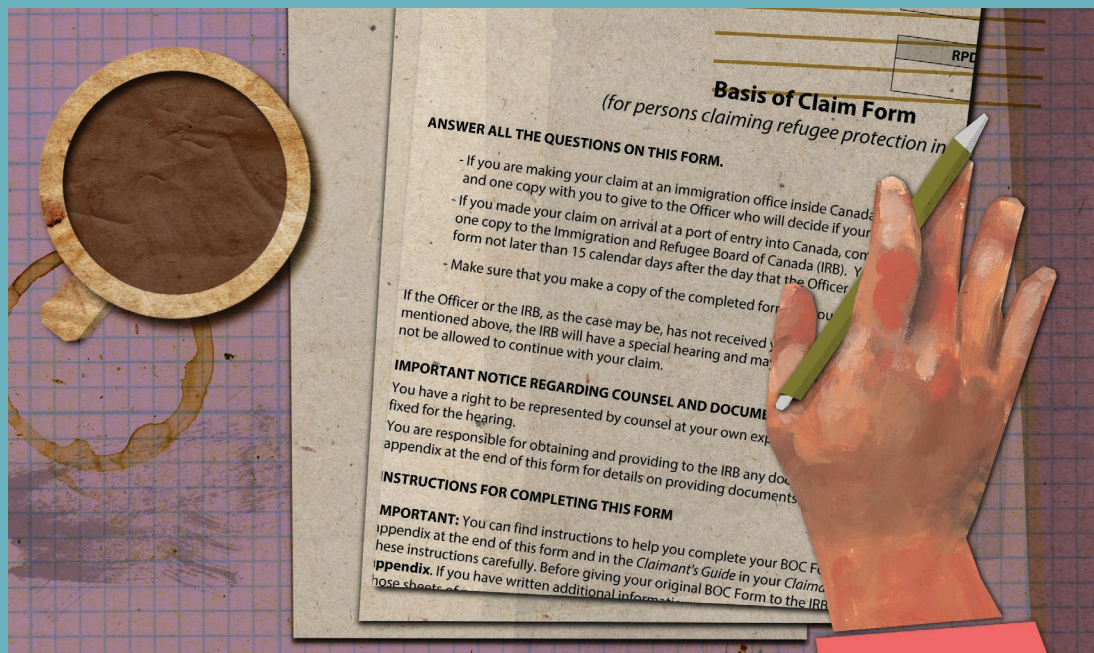 RPD
Basis of Claim Form
(for persons claiming refugee protection in
ANSWER ALL THE QUESTIONS ON THIS FORM.
- If you are making your claim at an immigration office inside Canada
and one copy with you to give to the Officer who will decide if your
- If you made your claim on arrival at a port of entry into Canada, com
one copy to the Immigration and Refugee Board of Canada (IRB). Y
form not later than 15 calendar days after the day that the Officer
- Make sure that you make a copy of the completed for
If the Officer or the IRB, as the case may be, has not received y
mentioned above, the IRB will have a special hearing and ma
not be allowed to continue with your claim.
IMPORTANT NOTICE REGARDING COUNSEL AND DOCUME
You have a right to be represented by counsel at your own exp
fixed for the hearing.
You are responsible for obtaining and providing to the IRB any doc
appendix at the end of this form for details on providing documents
NSTRUCTIONS FOR COMPLETING THIS FORM
MPORTANT: You can find instructions to help you complete your BOC Fo
appendix at the end of this form and in the Claimant's Guide in your Claima
hese instructions carefully. Before giving your original BOC Form to the IRB
ppendix. If you have written additional informati
hose sheets of